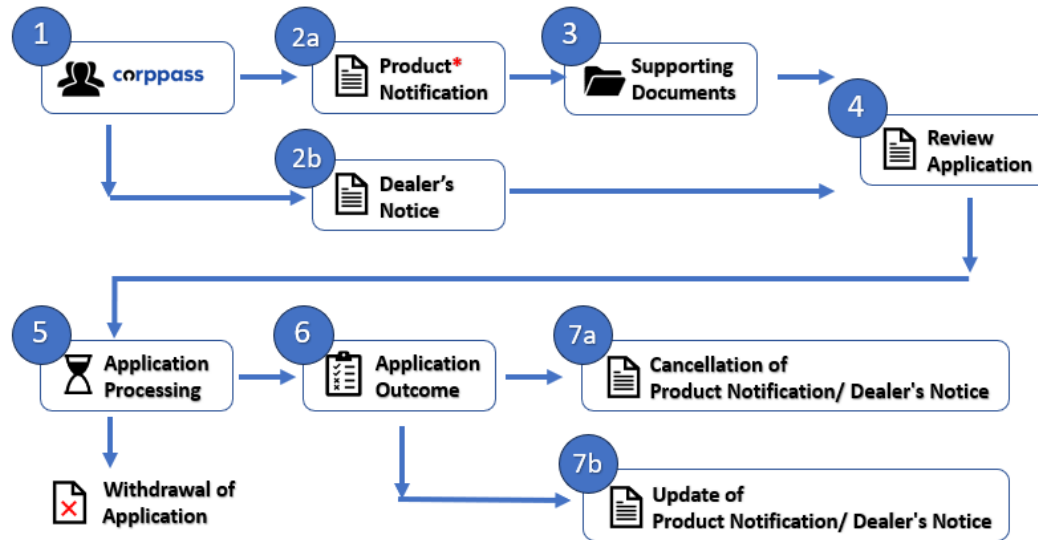 1
corppass
2a
Product*
Notification
3
Supporting
Documents
4
Review
Application
2b
Dealer's
Notice
5
Application
Processing
6
Application
Outcome
7a
Cancellation of
Product Notification/ Dealer's Notice
Withdrawal of
Application
7b
Update of
Product Notification/ Dealer's Notice